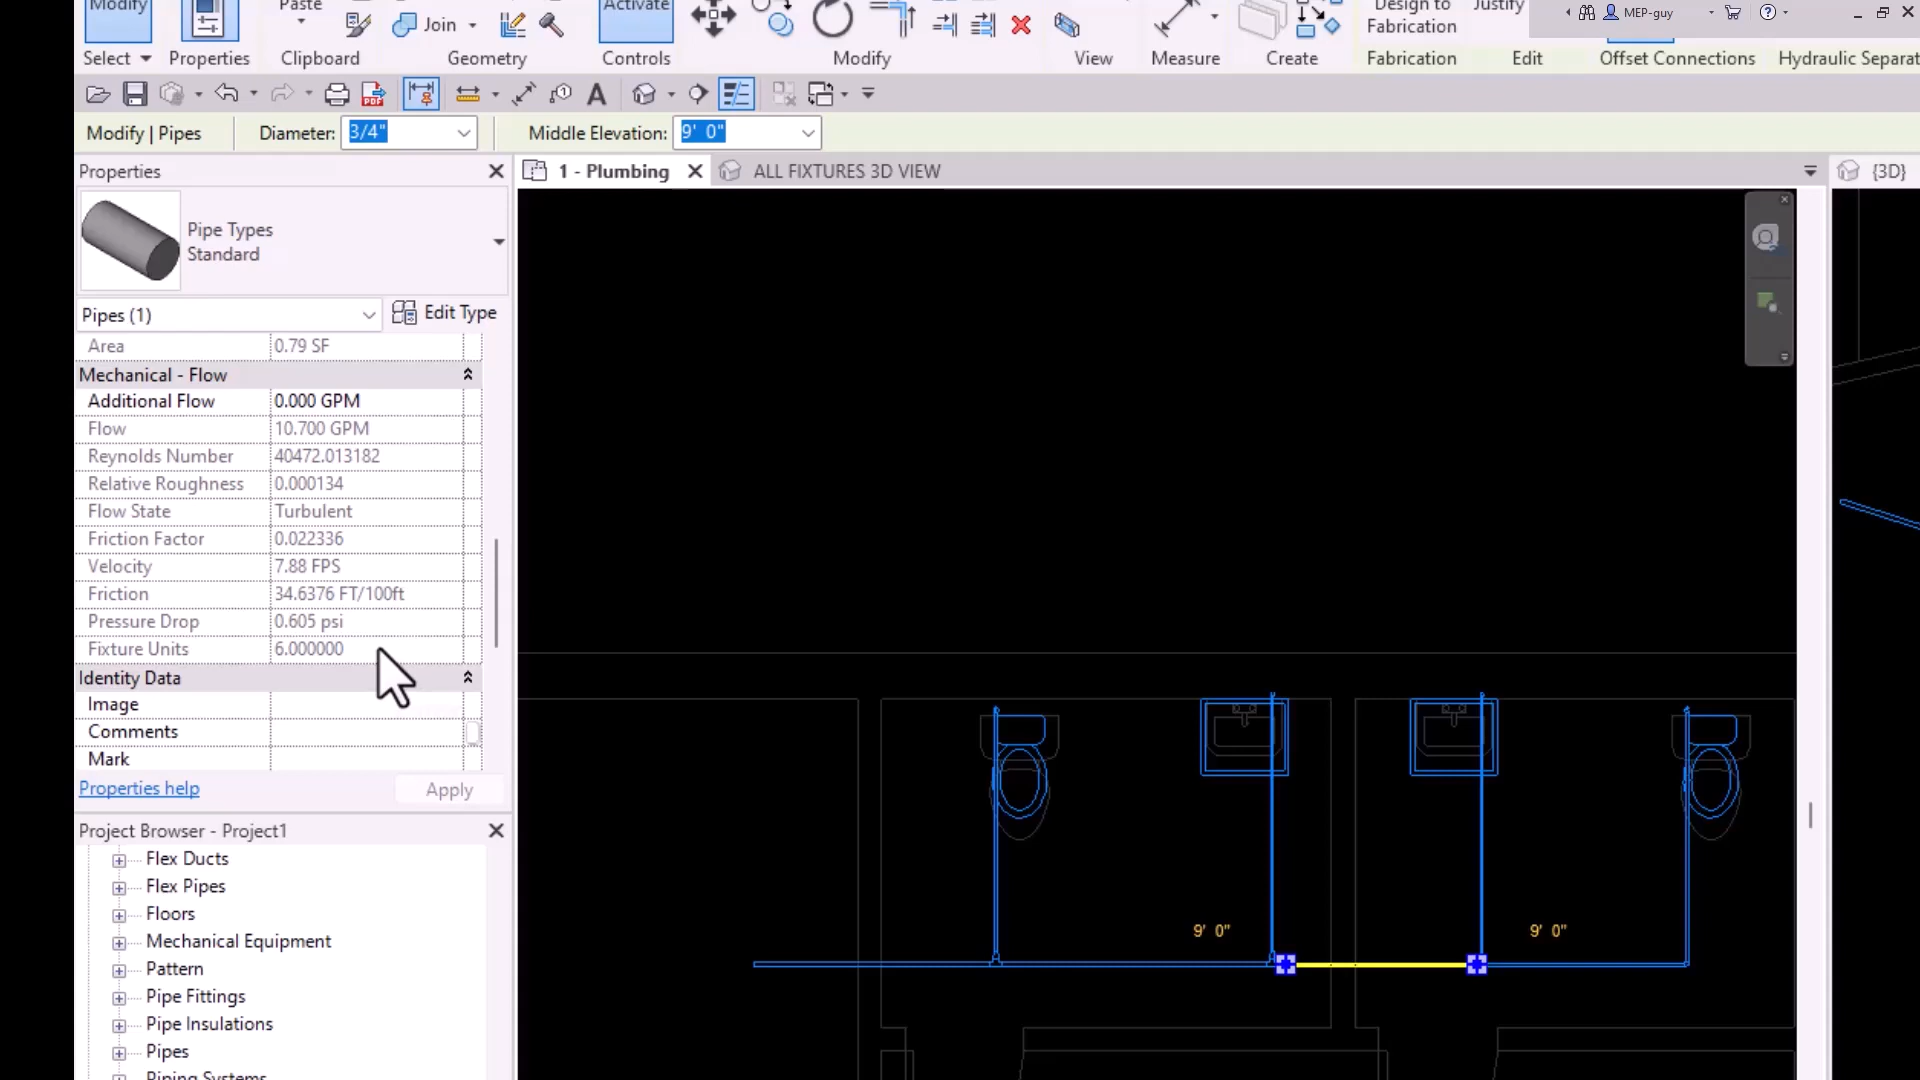 Modify
Paste
Join
Activate
Design to
Fabrication
Justify
MEP-guy
Select
Properties
Clipboard
Geometry
Controls
Modify
View
Measure
Create
Fabrication
Edit
Offset Connections
Hydraulic Separat
PDF
A
Modify | Pipes
Diameter: 3/4"
Middle Elevation: 9' 0"
Properties
1 - Plumbing
ALL FIXTURES 3D VIEW
{3D}
Pipe Types
Standard
Pipes (1)
Edit Type
Area 0.79 SF
Mechanical - Flow
Additional Flow 0.000 GPM
Flow 10.700 GPM
Reynolds Number 40472.013182
Relative Roughness 0.000134
Flow State Turbulent
Friction Factor 0.022336
Velocity 7.88 FPS
Friction 34.6376 FT/100ft
Pressure Drop 0.605 psi
Fixture Units 6.000000
Identity Data
Image
Comments
Mark
Properties help
Apply
9' 0"
9' 0"
Project Browser - Project1
Flex Ducts
Flex Pipes
Floors
Mechanical Equipment
Pattern
Pipe Fittings
Pipe Insulations
Pipes
Piping Systems